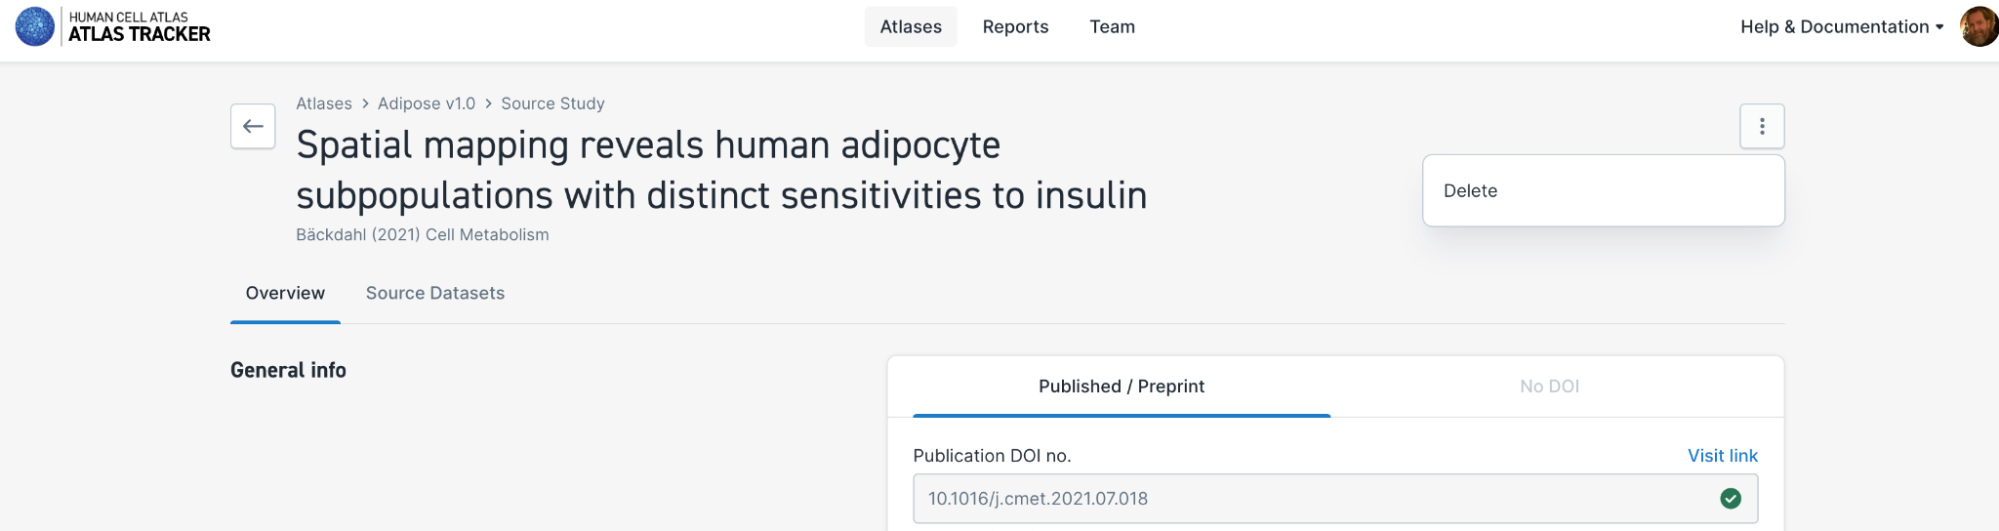 HUMAN CELL ATLAS
ATLAS TRACKER
Atlases
Reports
Team
Help & Documentation
Atlases > Adipose v1.0 > Source Study
Spatial mapping reveals human adipocyte
subpopulations with distinct sensitivities to insulin
Bäckdahl (2021) Cell Metabolism
Delete
Overview
Source Datasets
General info
Published / Preprint
No DOI
Publication DOI no.
Visit link
10.1016/j.cmet.2021.07.018